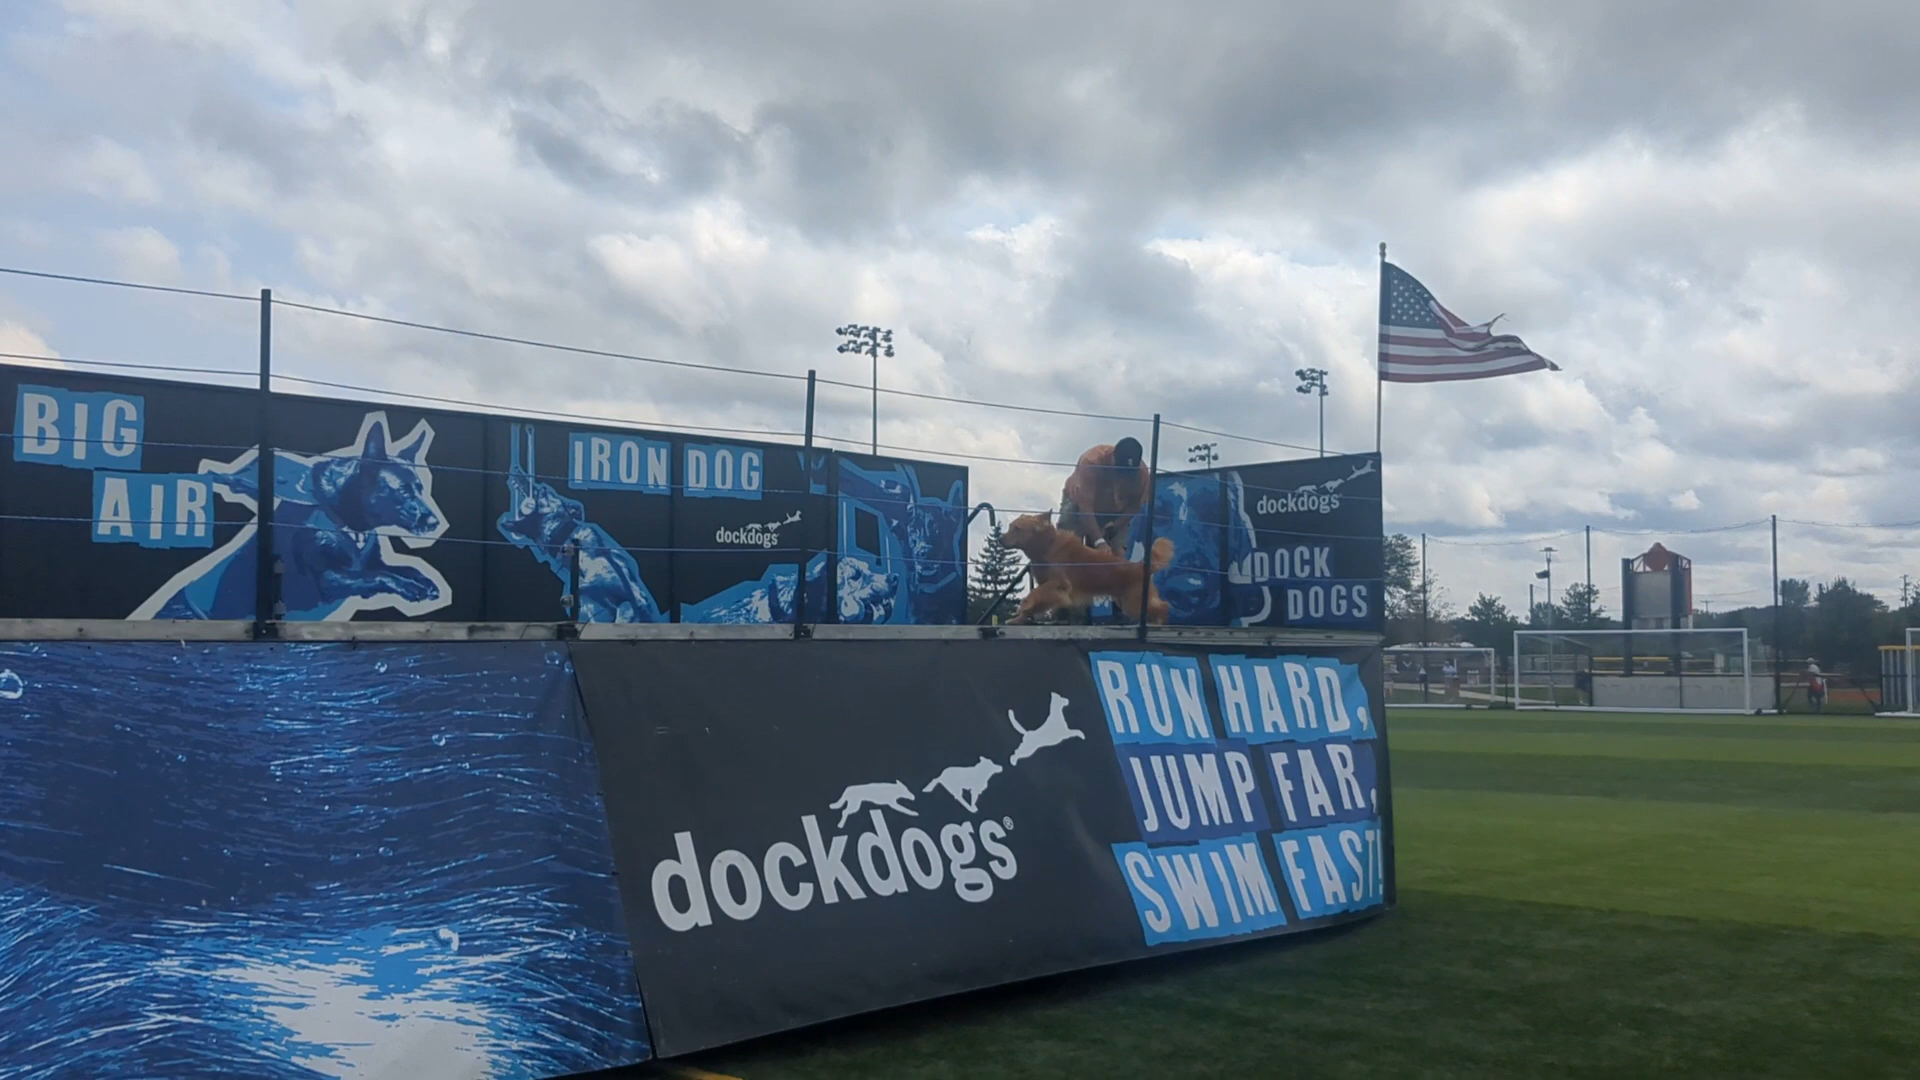 BIG
AIR
IRON DOG
dockdogs
dockdogs
DOCK
DOGS
dockdogs®
RUN HARD,
JUMP FAR,
SWIM FAST!